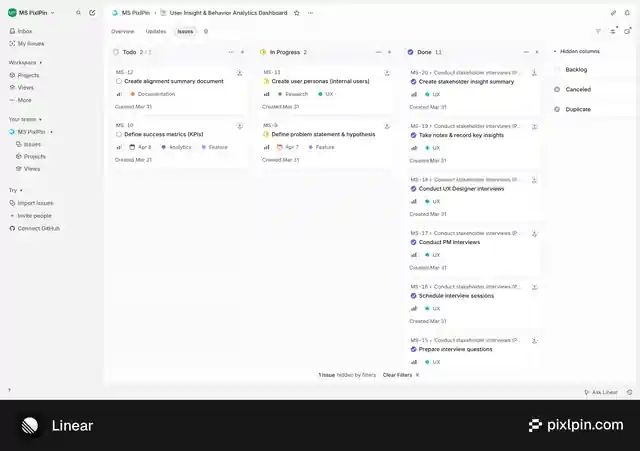 MS PixlPin
Inbox
My Issues
Workspace
Projects
Views
More
Your teams
MS PixlPin
Issues
Projects
Views
Try
Import issues
Invite people
Connect GitHub
?
MS PixlPin › User Insight & Behavior Analytics Dashboard
Overview Updates Issues
Todo 2 /
MS-12
Create alignment summary document
Documentation
Created Mar 31
MS-10
Define success metrics (KPIs)
Apr 8 Analytics Feature
Created Mar 31
In Progress 2
MS-11
Create user personas (internal users)
Research UX
Created Mar 31
MS-9
Define problem statement & hypothesis
Apr 7 Feature
Created Mar 31
Done 11
MS-20 › Conduct stakeholder interviews (P...
Create stakeholder insight summary
UX
Created Mar 31
MS-19 › Conduct stakeholder interviews (P...
Take notes & record key insights
UX
Created Mar 31
MS-18 › Conduct stakeholder interviews (P...
Conduct UX Designer interviews
UX
Created Mar 31
MS-17 › Conduct stakeholder interviews (P...
Conduct PM interviews
UX
Created Mar 31
MS-16 › Conduct stakeholder interviews (P...
Schedule interview sessions
UX
Created Mar 31
MS-15 › Conduct stakeholder interviews (P...
Prepare interview questions
UX
Hidden columns
Backlog
Canceled
Duplicate
1 issue hidden by filters Clear Filters
Ask Linear
Linear
pixlpin.com